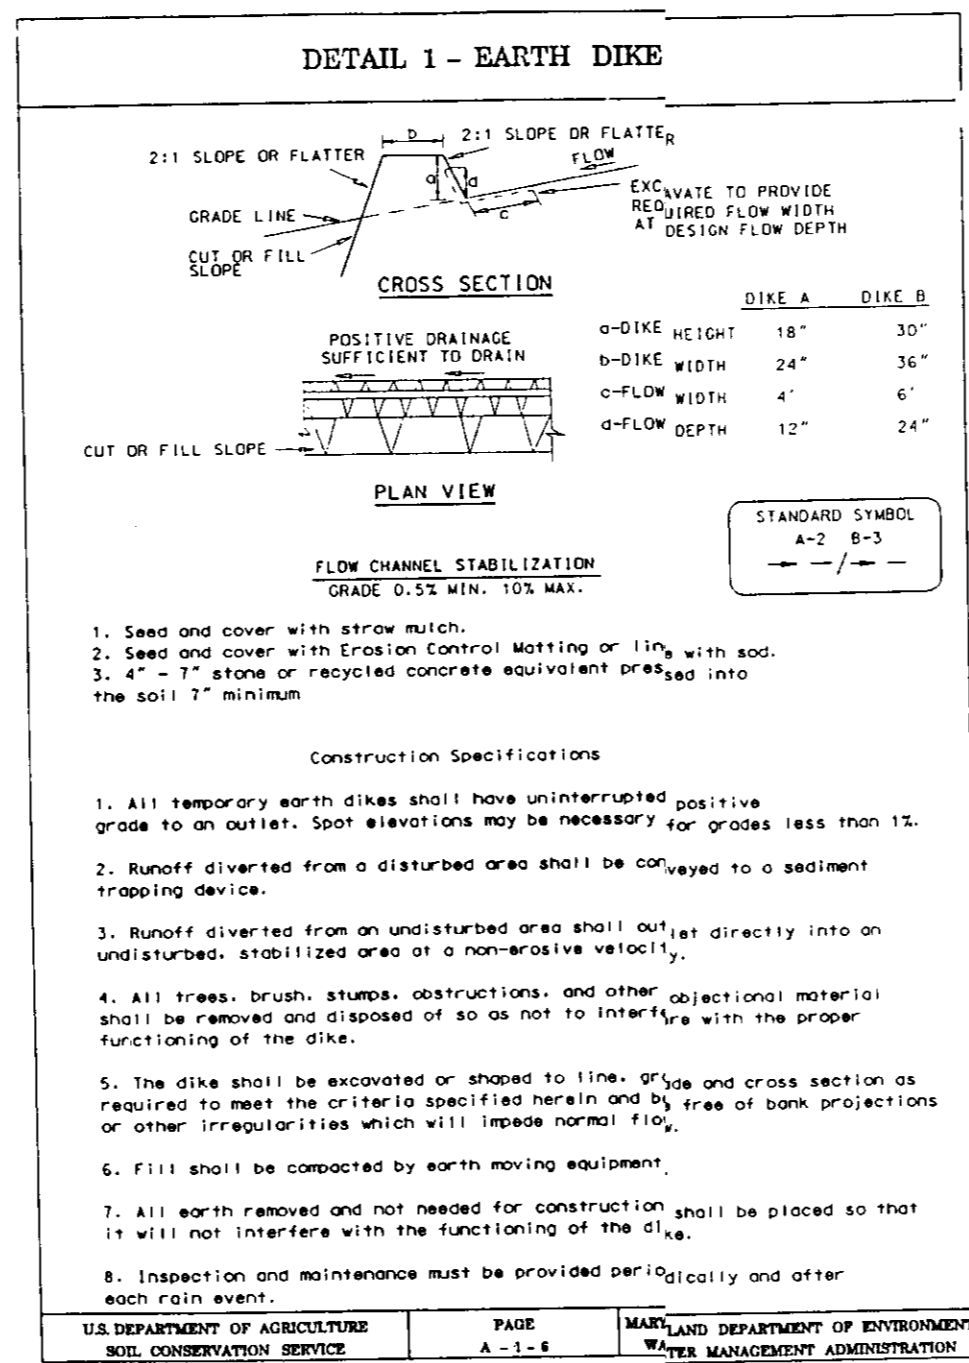 DETAIL 1 - EARTH DIKE
2:1 SLOPE OR FLATTER
b
2:1 SLOPE OR FLATTER
FLOW
a
d
c
GRADE LINE
CUT OR FILL
SLOPE
EXCAVATE TO PROVIDE
REQUIRED FLOW WIDTH
AT DESIGN FLOW DEPTH
CROSS SECTION
DIKE A DIKE B
a-DIKE HEIGHT 18" 30"
b-DIKE WIDTH 24" 36"
c-FLOW WIDTH 4' 6'
d-FLOW DEPTH 12" 24"
POSITIVE DRAINAGE
SUFFICIENT TO DRAIN
CUT OR FILL SLOPE
PLAN VIEW
STANDARD SYMBOL
A-2 B-3
FLOW CHANNEL STABILIZATION
GRADE 0.5% MIN. 10% MAX.
1. Seed and cover with straw mulch.
2. Seed and cover with Erosion Control Matting or line with sod.
3. 4" - 7" stone or recycled concrete equivalent pressed into
the soil 7" minimum
Construction Specifications
1. All temporary earth dikes shall have uninterrupted positive
grade to an outlet. Spot elevations may be necessary for grades less than 1%.
2. Runoff diverted from a disturbed area shall be conveyed to a sediment
trapping device.
3. Runoff diverted from an undisturbed area shall outlet directly into an
undisturbed, stabilized area at a non-erosive velocity.
4. All trees, brush, stumps, obstructions, and other objectional material
shall be removed and disposed of so as not to interfere with the proper
functioning of the dike.
5. The dike shall be excavated or shaped to line, grade and cross section as
required to meet the criteria specified herein and be free of bank projections
or other irregularities which will impede normal flow.
6. Fill shall be compacted by earth moving equipment.
7. All earth removed and not needed for construction shall be placed so that
it will not interfere with the functioning of the dike.
8. Inspection and maintenance must be provided periodically and after
each rain event.
U.S. DEPARTMENT OF AGRICULTURE
SOIL CONSERVATION SERVICE
PAGE
A - 1 - 6
MARYLAND DEPARTMENT OF ENVIRONMENT
WATER MANAGEMENT ADMINISTRATION